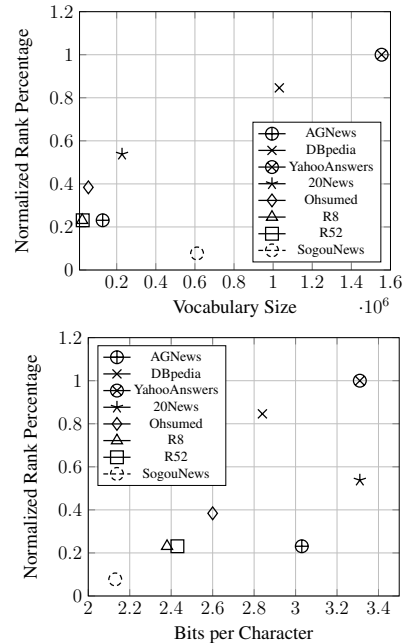 Normalized Rank Percentage
1.2
1
0.8
0.6
0.4
0.2
0
AGNews
DBpedia
YahooAnswers
20News
Ohsumed
R8
R52
SogouNews
0.2 0.4 0.6 0.8 1 1.2 1.4 1.6
Vocabulary Size ·10^6
Normalized Rank Percentage
1.2
1
0.8
0.6
0.4
0.2
0
AGNews
DBpedia
YahooAnswers
20News
Ohsumed
R8
R52
SogouNews
2 2.2 2.4 2.6 2.8 3 3.2 3.4
Bits per Character